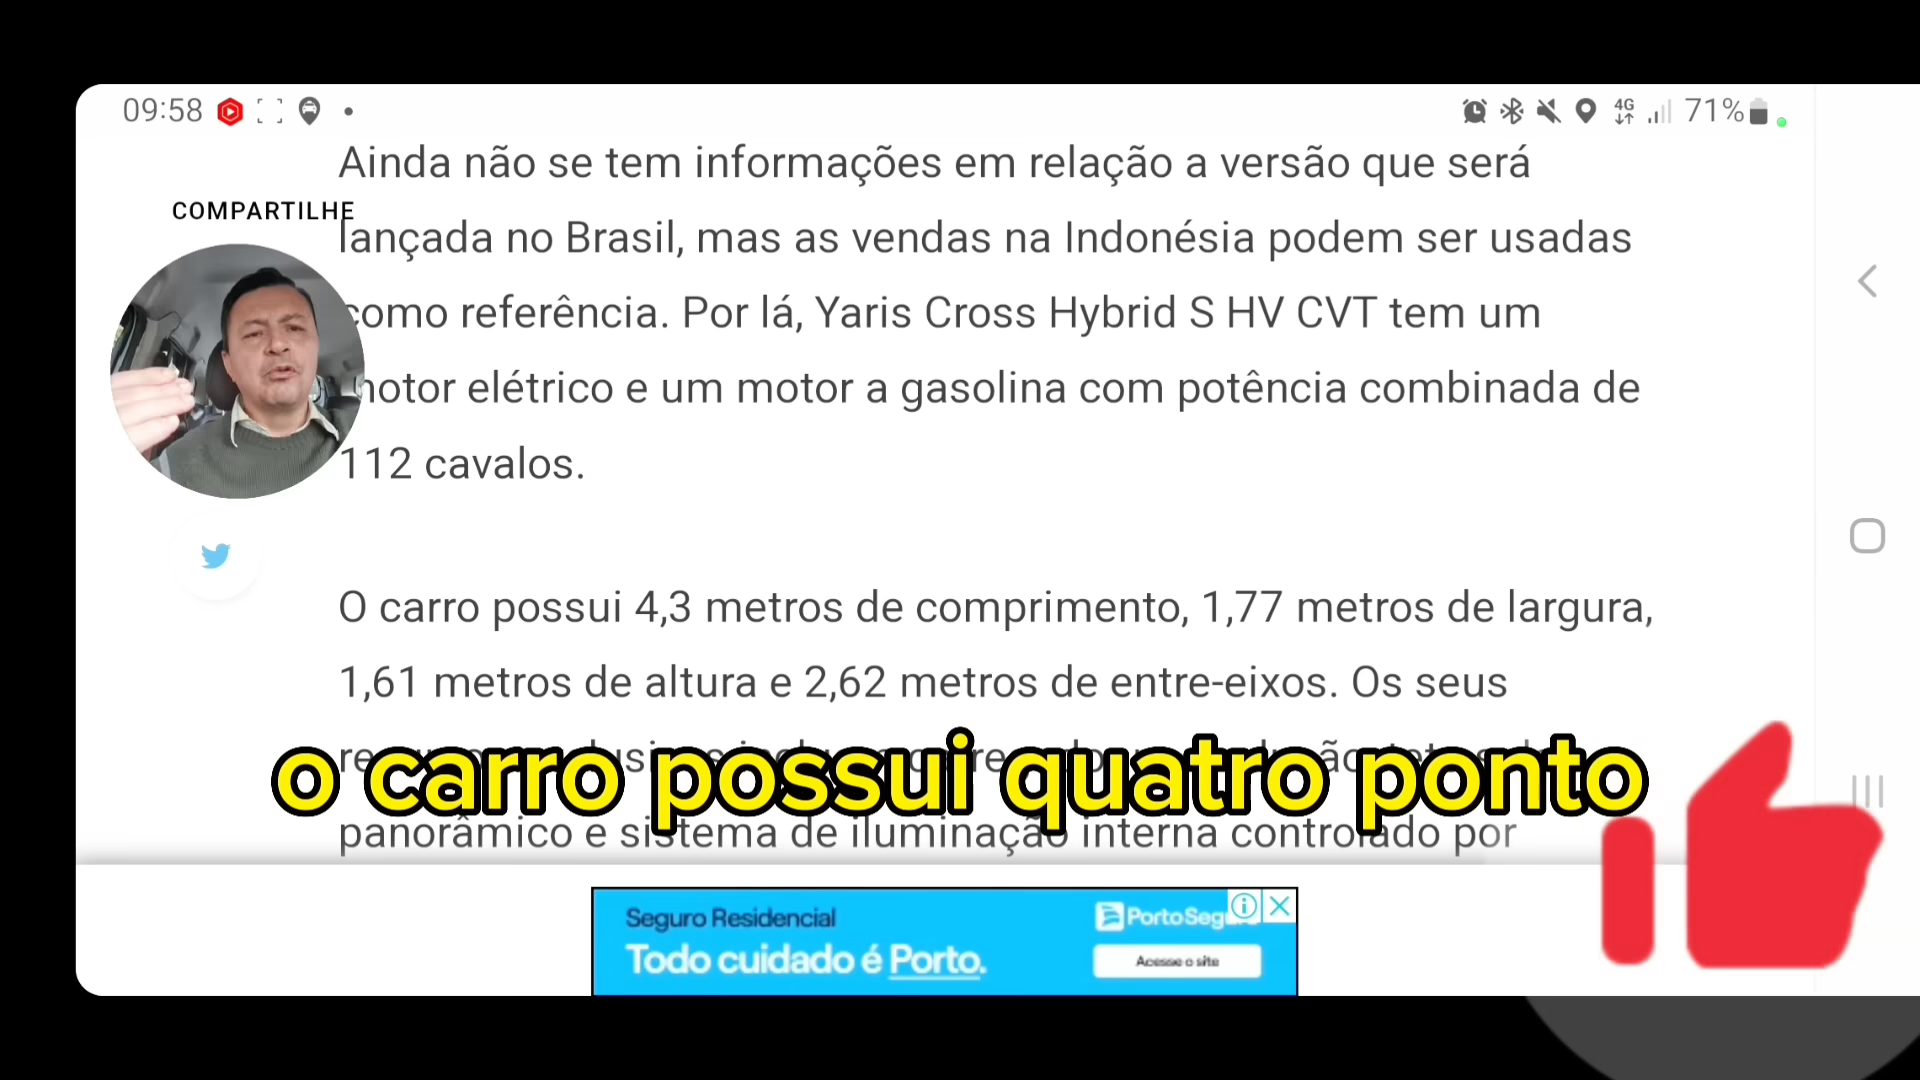 09:58
4G
71%
Ainda não se tem informações em relação a versão que será
COMPARTILHE
lançada no Brasil, mas as vendas na Indonésia podem ser usadas
como referência. Por lá, Yaris Cross Hybrid S HV CVT tem um
motor elétrico e um motor a gasolina com potência combinada de
112 cavalos.
O carro possui 4,3 metros de comprimento, 1,77 metros de largura,
1,61 metros de altura e 2,62 metros de entre-eixos. Os seus
o carro possui quatro ponto
panorâmico e sistema de iluminação interna controlado por
Seguro Residencial
Todo cuidado é Porto.
PortoSegu
Acesse o site